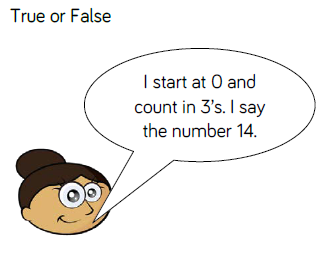 True or False
I start at 0 and
count in 3's. I say
the number 14.